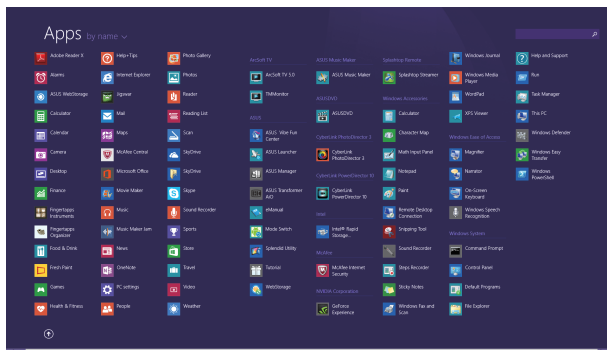 Apps by name
Adobe Reader X
Alarms
ASUS WebStorage
Calculator
Calendar
Camera
Desktop
Finance
Fingertapps Instruments
Fingertapps Organizer
Food & Drink
Fresh Paint
Games
Health & Fitness
Help+Tips
Internet Explorer
Jigsaw
Mail
Maps
McAfee Central
Microsoft Office
Movie Maker
Music
Music Maker Jam
News
OneNote
PC settings
People
Photo Gallery
Photos
Reader
Reading List
Scan
SkyDrive
SkyDrive
Skype
Sound Recorder
Sports
Store
Travel
Video
Weather
ArcSoft TV
ArcSoft TV 5.0
TMMonitor
ASUS
ASUS Vibe Fun
Center
ASUS Launcher
ASUS Manager
ASUS Transformer
AiO
eManual
Mode Switch
Splendid Utility
Tutorial
WebStorage
ASUS Music Maker
ASUS Music Maker
ASUSDVD
ASUSDVD
CyberLink PhotoDirector 3
CyberLink
PhotoDirector 3
CyberLink PowerDirector 10
CyberLink
PowerDirector 10
Intel
Intel® Rapid
Storage...
McAfee
McAfee Internet
Security
NVIDIA Corporation
GeForce
Experience
Splashtop Remote
Splashtop Streamer
Windows Accessories
Calculator
Character Map
Math Input Panel
Notepad
Paint
Remote Desktop
Connection
Snipping Tool
Sound Recorder
Steps Recorder
Sticky Notes
Windows Fax and
Scan
Windows Journal
Windows Media
Player
WordPad
XPS Viewer
Windows Ease of Access
Magnifier
Narrator
On-Screen
Keyboard
Windows Speech
Recognition
Windows System
Command Prompt
Control Panel
Default Programs
File Explorer
Help and Support
Run
Task Manager
This PC
Windows Defender
Windows Easy
Transfer
Windows
PowerShell